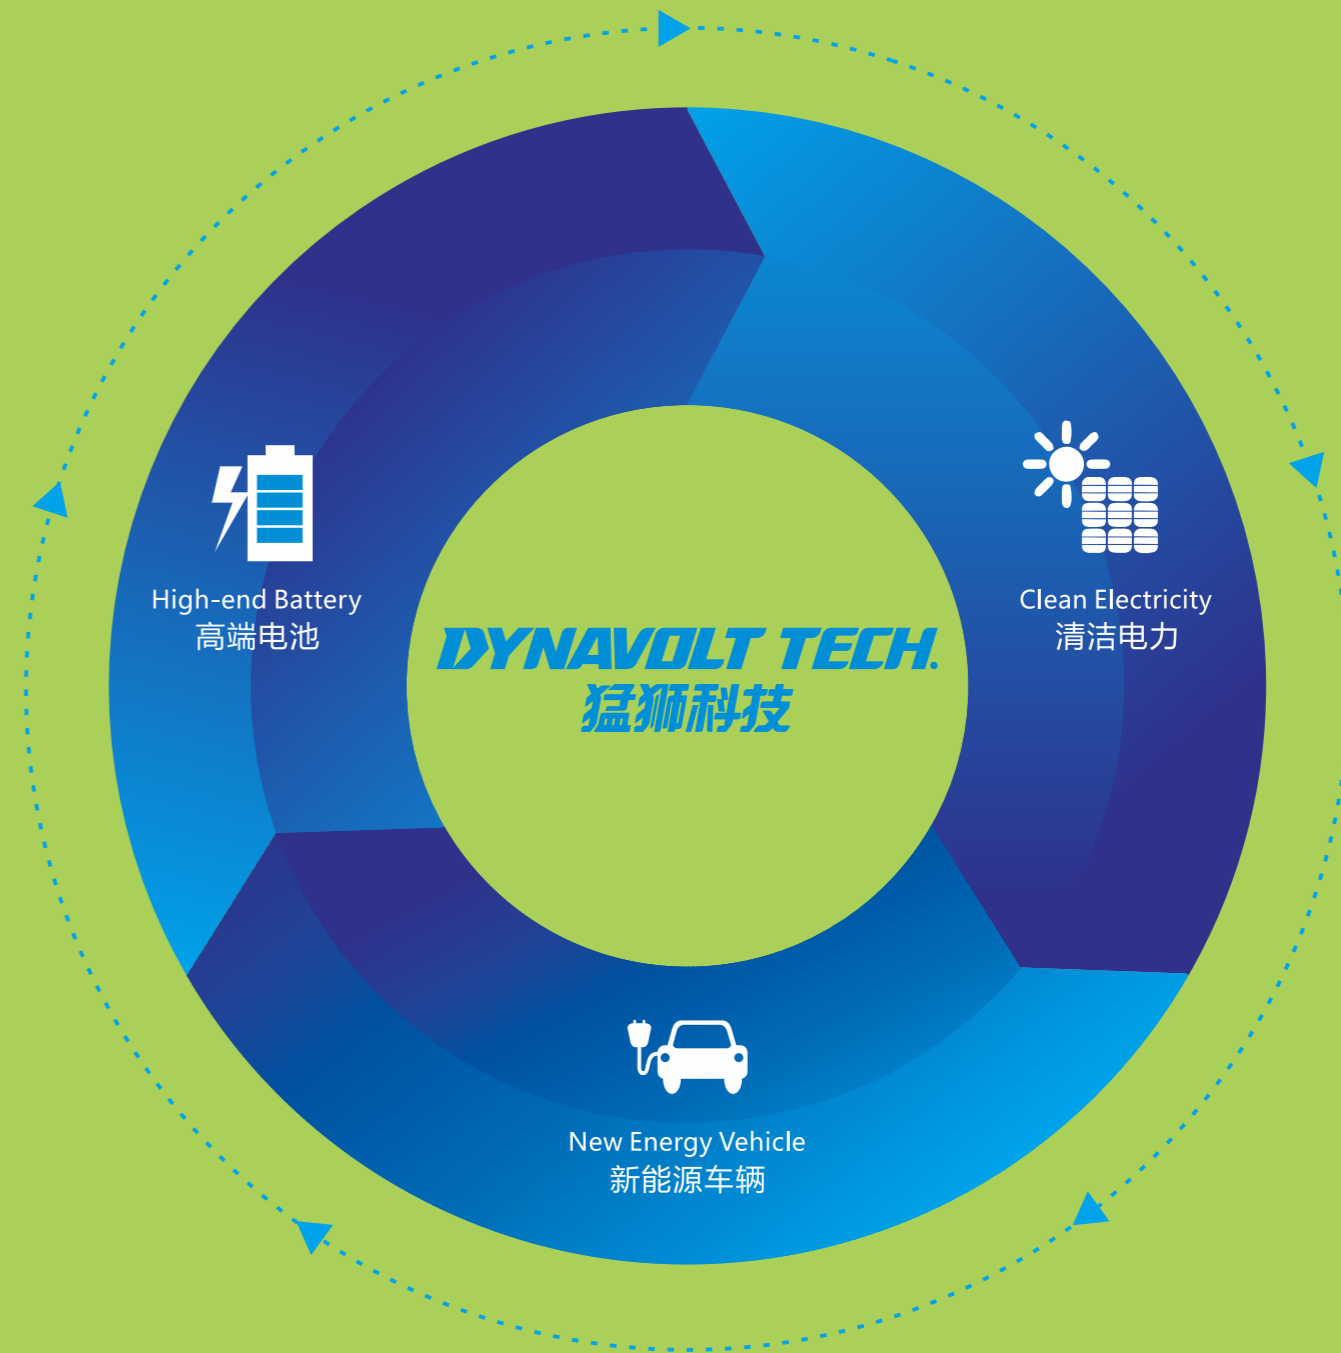 High-end Battery
高端电池
Clean Electricity
清洁电力
DYNAVOLT TECH.
猛狮科技
New Energy Vehicle
新能源车辆